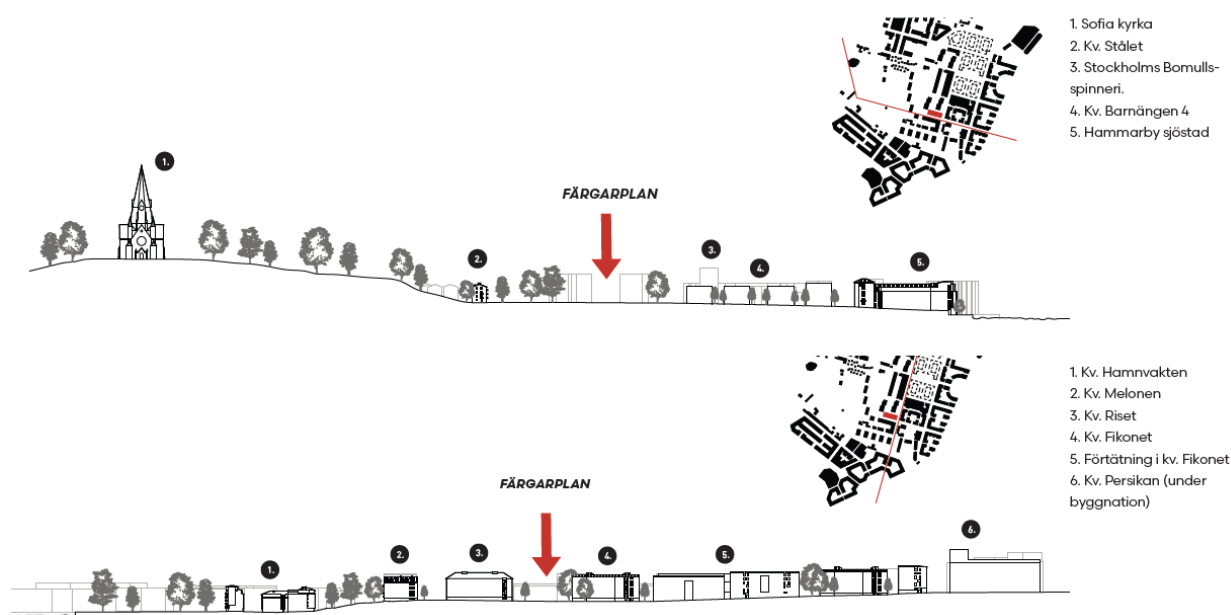 1. Sofia kyrka
2. Kv. Stålet
3. Stockholms Bomulls-
spinneri.
4. Kv. Barnängen 4
5. Hammarby sjöstad
1.
FÄRGARPLAN
2.
3.
4.
5.
1. Kv. Hamnvakten
2. Kv. Melonen
3. Kv. Riset
4. Kv. Fikonet
5. Förtätning i kv. Fikonet
6. Kv. Persikan (under
byggnation)
FÄRGARPLAN
1.
2.
3.
4.
5.
6.